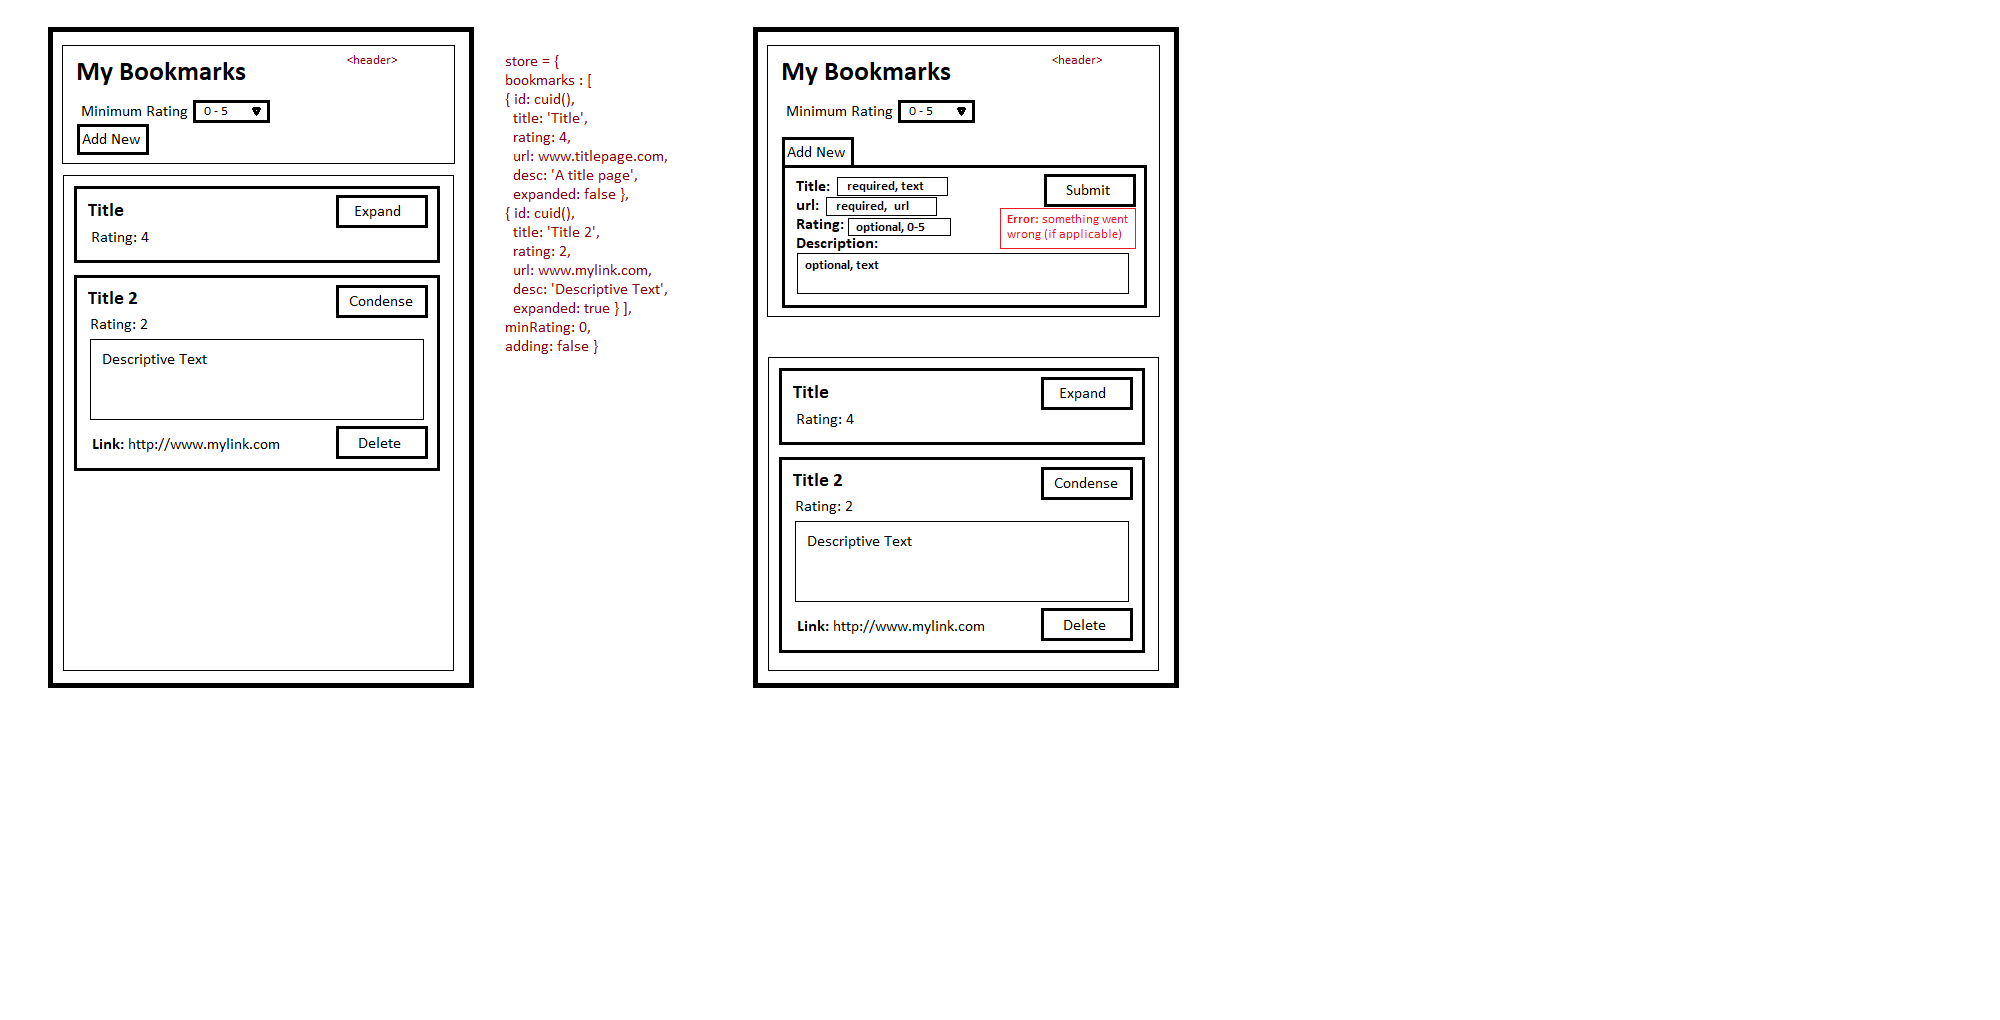 My Bookmarks
<header>
Minimum Rating 0 - 5
Add New
Title
Expand
Rating: 4
Title 2
Condense
Rating: 2
Descriptive Text
Link: http://www.mylink.com
Delete
store = {
bookmarks : [
{ id: cuid(),
title: 'Title',
rating: 4,
url: www.titlepage.com,
desc: 'A title page',
expanded: false },
{ id: cuid(),
title: 'Title 2',
rating: 2,
url: www.mylink.com,
desc: 'Descriptive Text',
expanded: true } ],
minRating: 0,
adding: false }
My Bookmarks
<header>
Minimum Rating 0 - 5
Add New
Title: required, text
Submit
url: required, url
Rating: optional, 0-5
Error: something went
wrong (if applicable)
Description:
optional, text
Title
Expand
Rating: 4
Title 2
Condense
Rating: 2
Descriptive Text
Link: http://www.mylink.com
Delete